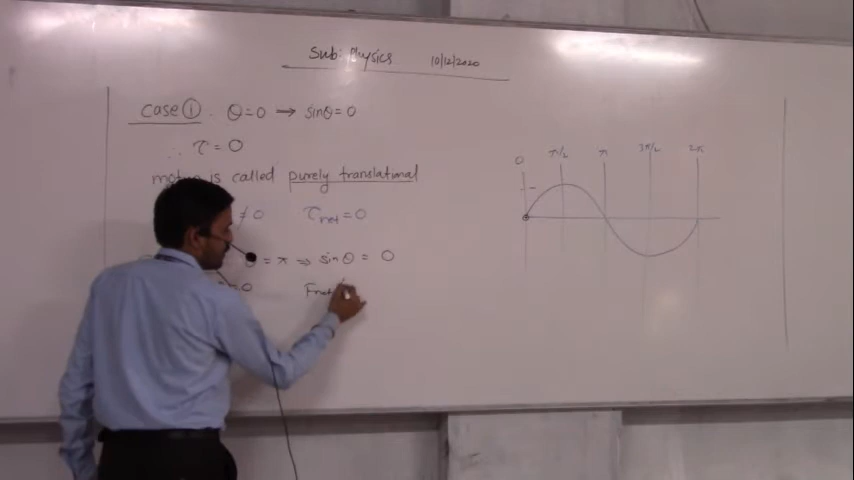 Sub: Physics 10/12/2020
case ① . θ=0 → sinθ=0
∴ τ = 0
motion is called purely translational
≠ 0 τnet = 0
= π ⇒ sinθ = 0
0 Fnet
0 π/2 π 3π/2 2π